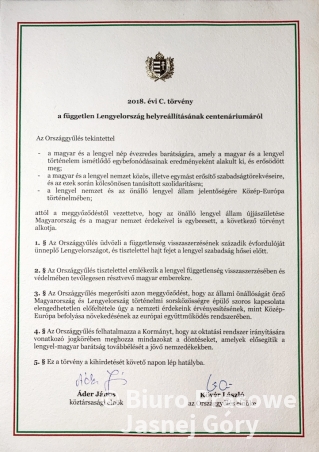 2018. évi C. törvény
a független Lengyelország helyreállításának centenáriumáról
Az Országgyűlés tekintettel
- a magyar és a lengyel nép évezredes barátságára, amely a magyar és a lengyel
történelem ismétlődő egybefonódásainak eredményeként alakult ki, és erősödött
meg;
- a magyar és a lengyel nemzet közös, illetve egymást erősítő szabadságtörekvéseire,
és az ezek során kölcsönösen tanúsított szolidaritásra;
- a lengyel nemzet és az önálló lengyel állam jelentőségére Közép-Európa
történelmében;
attól a meggyőződéstől vezettetve, hogy az önálló lengyel állam újjászületése
Magyarország és a magyar nemzet érdekeivel is egybeesett, a következő törvényt
alkotja.
1. § Az Országgyűlés üdvözli a függetlenség visszaszerzésének századik évfordulóját
ünneplő Lengyelországot, és tisztelettel hajt fejet a lengyel szabadság hősei előtt.
2. § Az Országgyűlés tisztelettel emlékezik a lengyel függetlenség visszaszerzésében és
védelmében tevőlegesen résztvevő magyar emberekre.
3. § Az Országgyűlés megerősíti azon meggyőződését, hogy az állami önállóságát őrző
Magyarország és Lengyelország történelmi sorsközösségre épülő szoros kapcsolata
elengedhetetlen előfeltétele úgy a nemzeti érdekeink érvényesítésének, mint Közép-
Európa befolyása növekedésének az európai együttműködés rendszerében.
4. § Az Országgyűlés felhatalmazza a Kormányt, hogy az oktatási rendszer irányítására
vonatkozó jogkörében meghozza mindazokat a döntéseket, amelyek elősegítik a
lengyel-magyar barátság továbbélését a jövő nemzedékekben.
5. § Ez a törvény a kihirdetését követő napon lép hatályba.
Áder János Kövér László
köztársasági elnök az Országgyűlés elnöke
Biuro Prasowe
Jasnej Góry